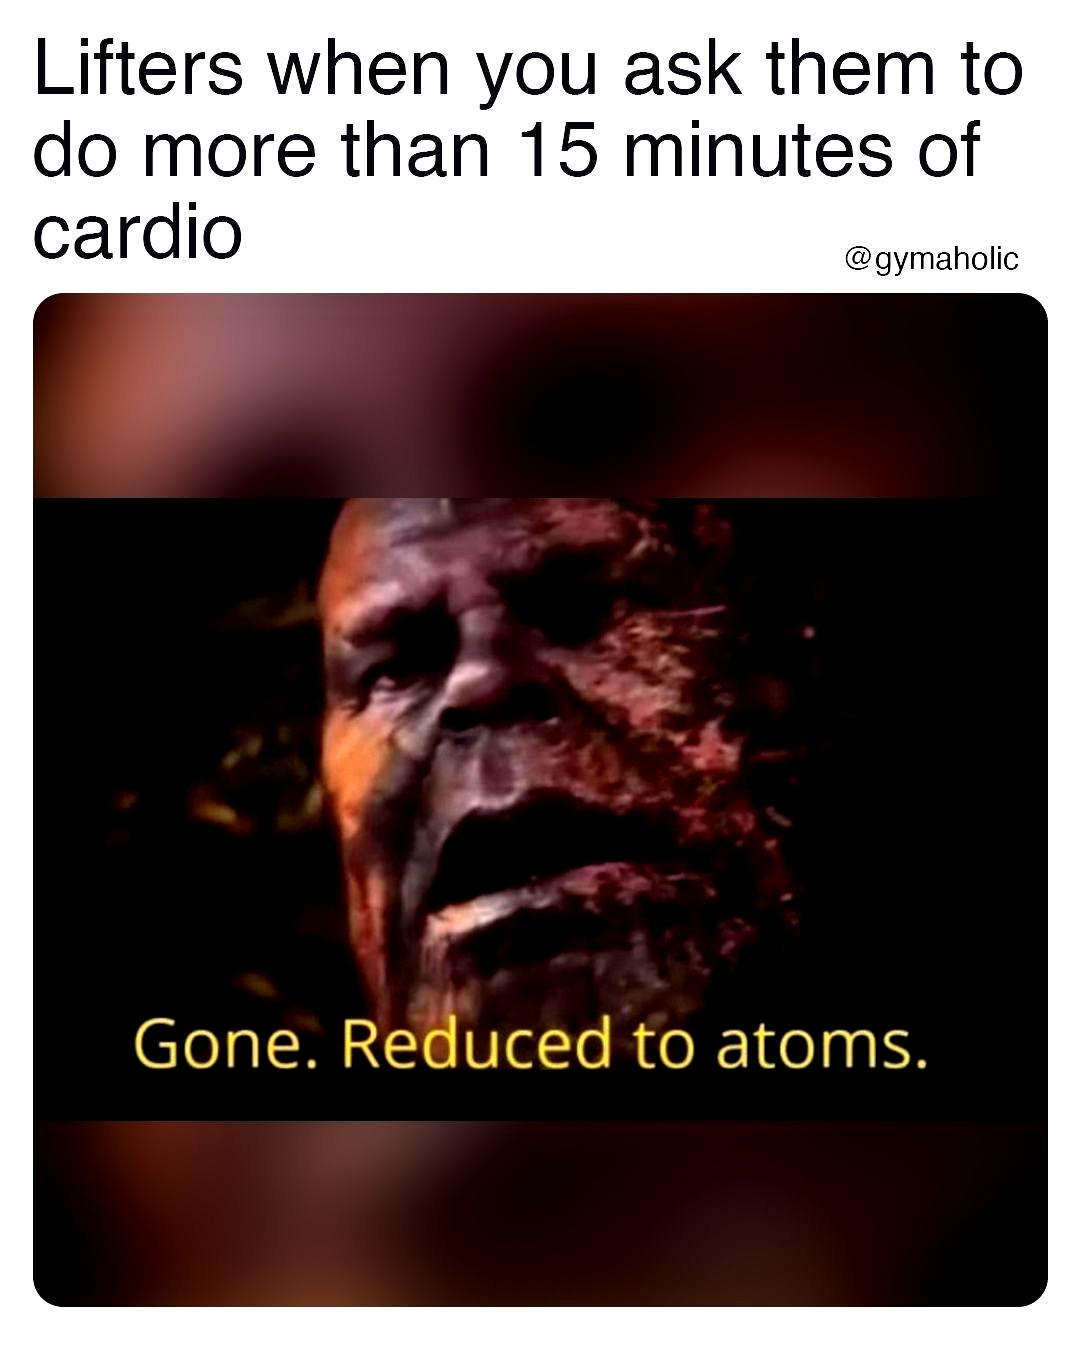 Lifters when you ask them to
do more than 15 minutes of
cardio
@gymaholic
Gone. Reduced to atoms.